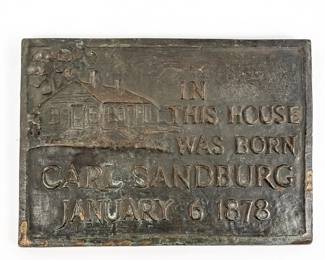 IN
THIS HOUSE
WAS BORN
CARL SANDBURG
JANUARY 6 1878